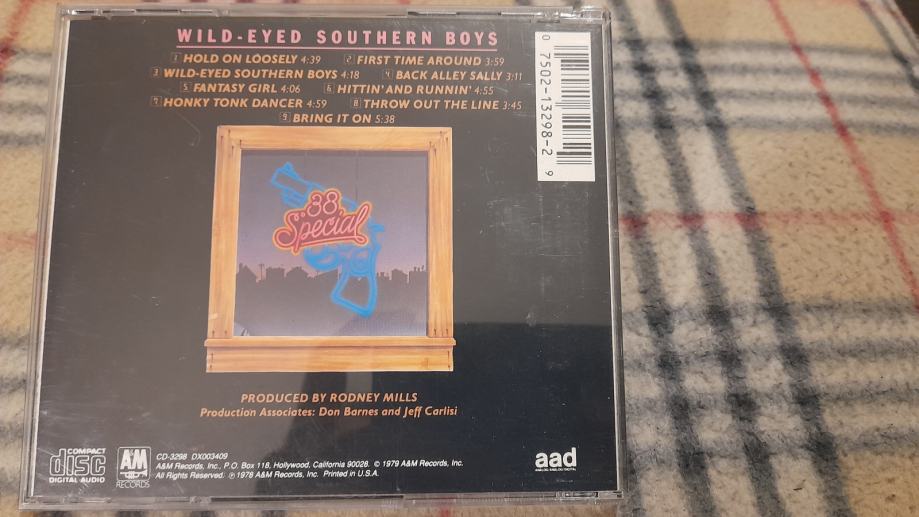 WILD-EYED SOUTHERN BOYS
1 HOLD ON LOOSELY 4:39 2 FIRST TIME AROUND 3:59
3 WILD-EYED SOUTHERN BOYS 4:18 4 BACK ALLEY SALLY 3:11
5 FANTASY GIRL 4:06 6 HITTIN' AND RUNNIN' 4:55
7 HONKY TONK DANCER 4:59 8 THROW OUT THE LINE 3:45
9 BRING IT ON 5:38
0 7502-13298-2 9
38
Special
PRODUCED BY RODNEY MILLS
Production Associates: Don Barnes and Jeff Carlisi
COMPACT
disc
DIGITAL AUDIO
A&M
RECORDS
CD-3298 DX003409
A&M Records, Inc., P.O. Box 118, Hollywood, California 90028. © 1979 A&M Records, Inc.
All Rights Reserved. ℗ 1978 A&M Records, Inc. Printed in U.S.A.
aad